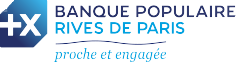 +X BANQUE POPULAIRE
RIVES DE PARIS
proche et engagée